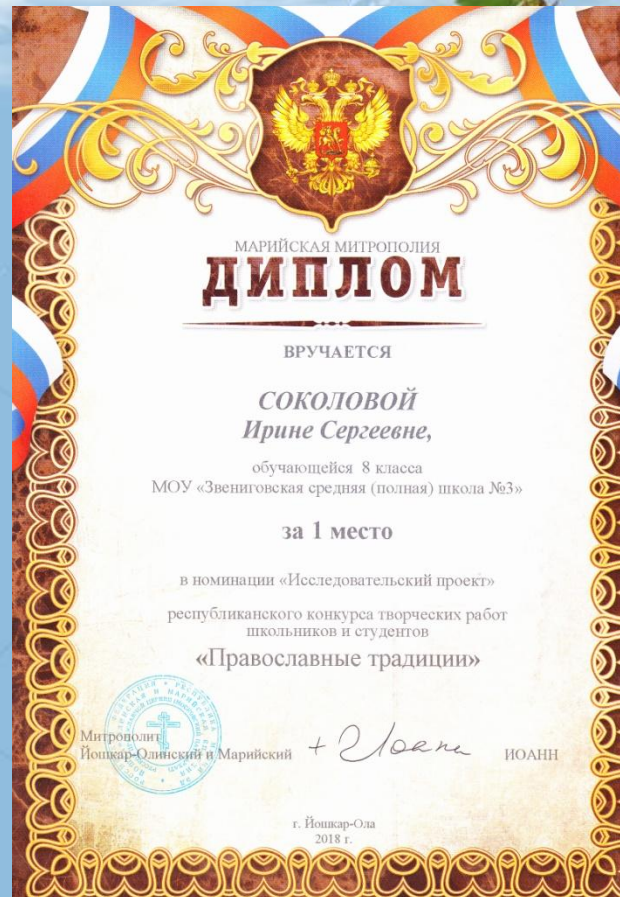 МАРИЙСКАЯ МИТРОПОЛИЯ
ДИПЛОМ
ВРУЧАЕТСЯ
СОКОЛОВОЙ
Ирине Сергеевне,
обучающейся 8 класса
МОУ «Звениговская средняя (полная) школа №3»
за 1 место
в номинации «Исследовательский проект»
республиканского конкурса творческих работ
школьников и студентов
«Православные традиции»
Митрополит
Йошкар-Олинский и Марийский + Иоанн ИОАНН
г. Йошкар-Ола
2018 г.